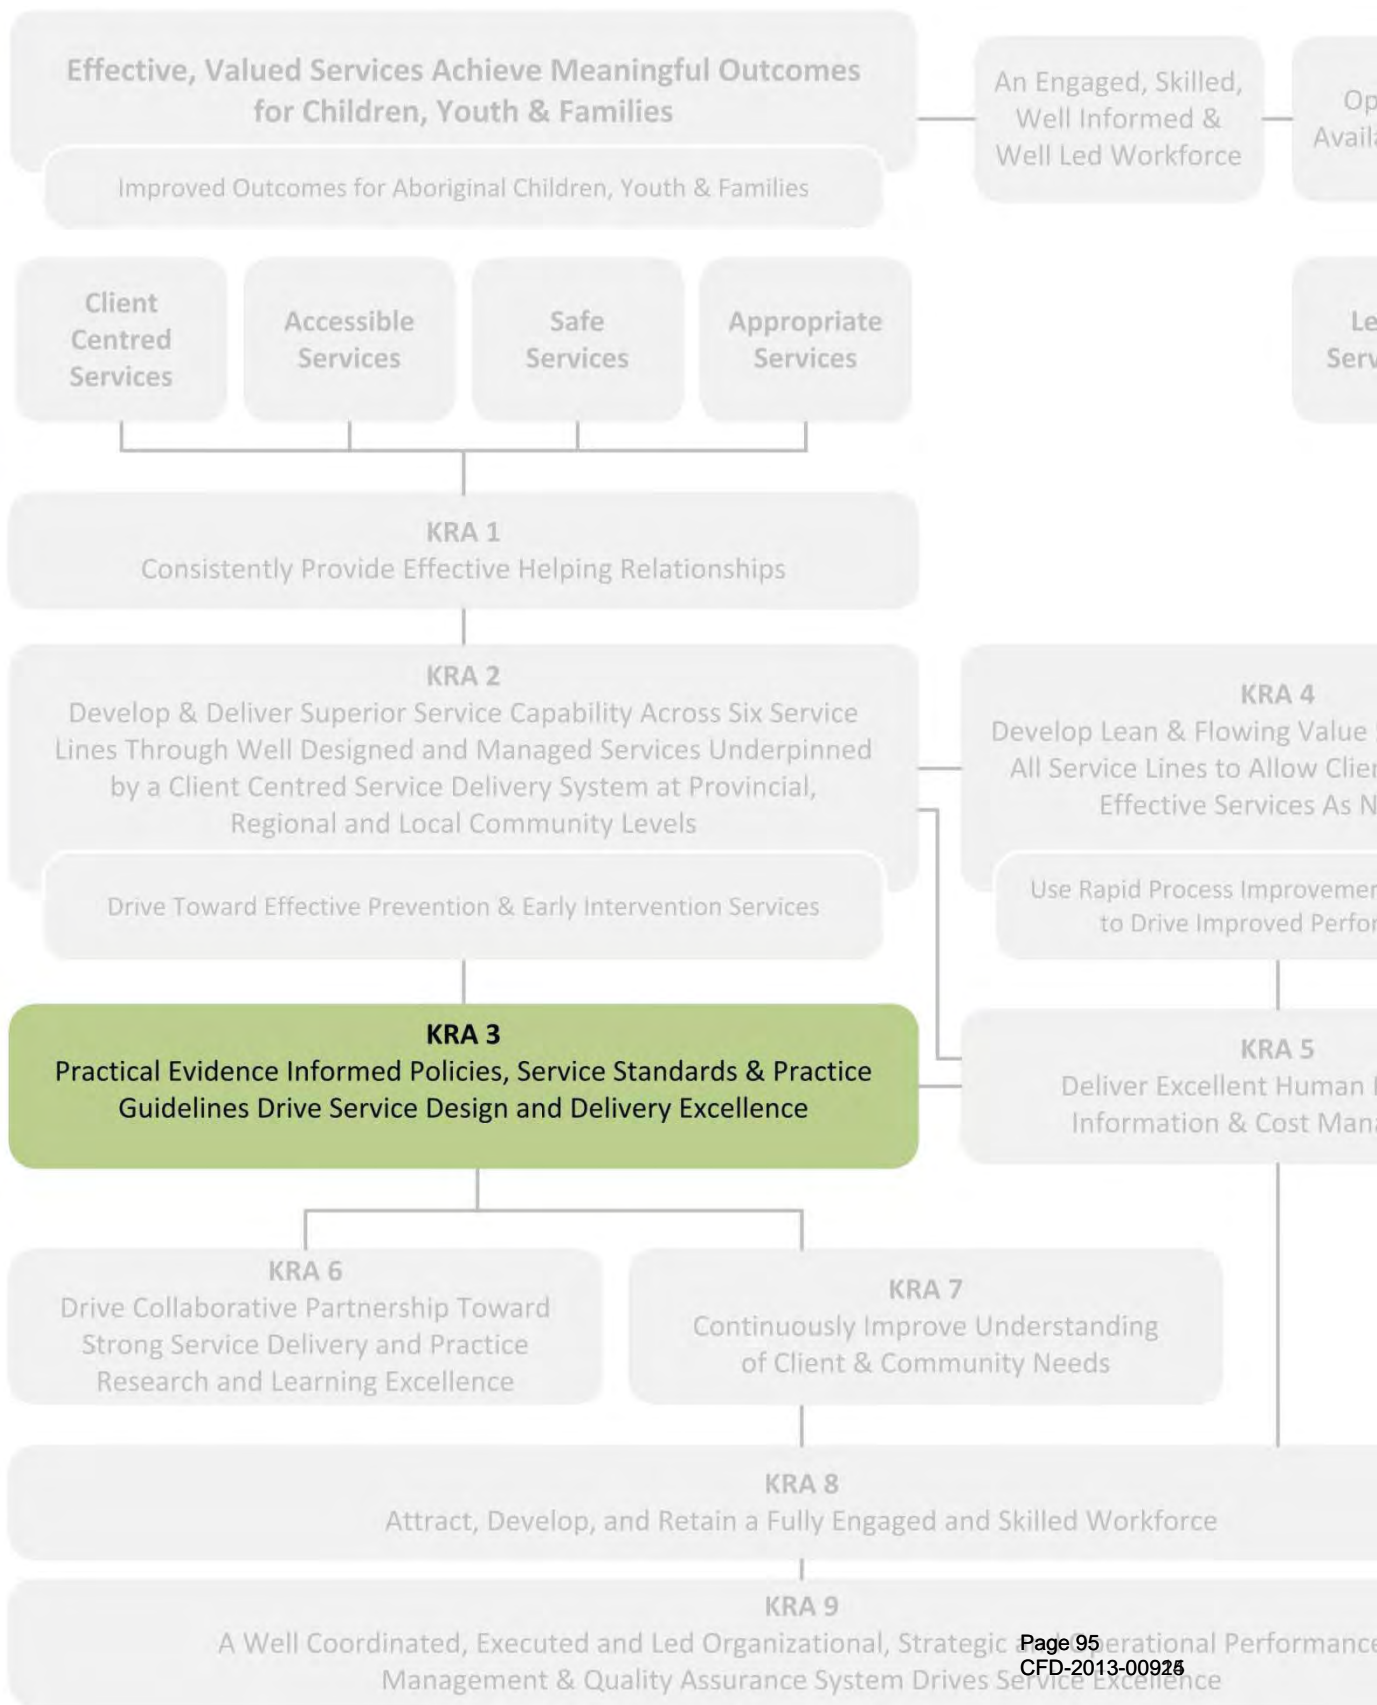 Effective, Valued Services Achieve Meaningful Outcomes
for Children, Youth & Families
Improved Outcomes for Aboriginal Children, Youth & Families
An Engaged, Skilled,
Well Informed &
Well Led Workforce
Client
Centred
Services
Accessible
Services
Safe
Services
Appropriate
Services
KRA 1
Consistently Provide Effective Helping Relationships
KRA 2
Develop & Deliver Superior Service Capability Across Six Service
Lines Through Well Designed and Managed Services Underpinned
by a Client Centred Service Delivery System at Provincial,
Regional and Local Community Levels
Drive Toward Effective Prevention & Early Intervention Services
KRA 4
Develop Lean & Flowing Value
All Service Lines to Allow
Effective Services As
Use Rapid Process
to Drive Improved
KRA 3
Practical Evidence Informed Policies, Service Standards & Practice
Guidelines Drive Service Design and Delivery Excellence
KRA 5
Deliver Excellent Human
Information & Cost
KRA 6
Drive Collaborative Partnership Toward
Strong Service Delivery and Practice
Research and Learning Excellence
KRA 7
Continuously Improve Understanding
of Client & Community Needs
KRA 8
Attract, Develop, and Retain a Fully Engaged and Skilled Workforce
KRA 9
A Well Coordinated, Executed and Led Organizational, Strategic and Operational Performance
Management & Quality Assurance System Drives Service Excellence
Page 95